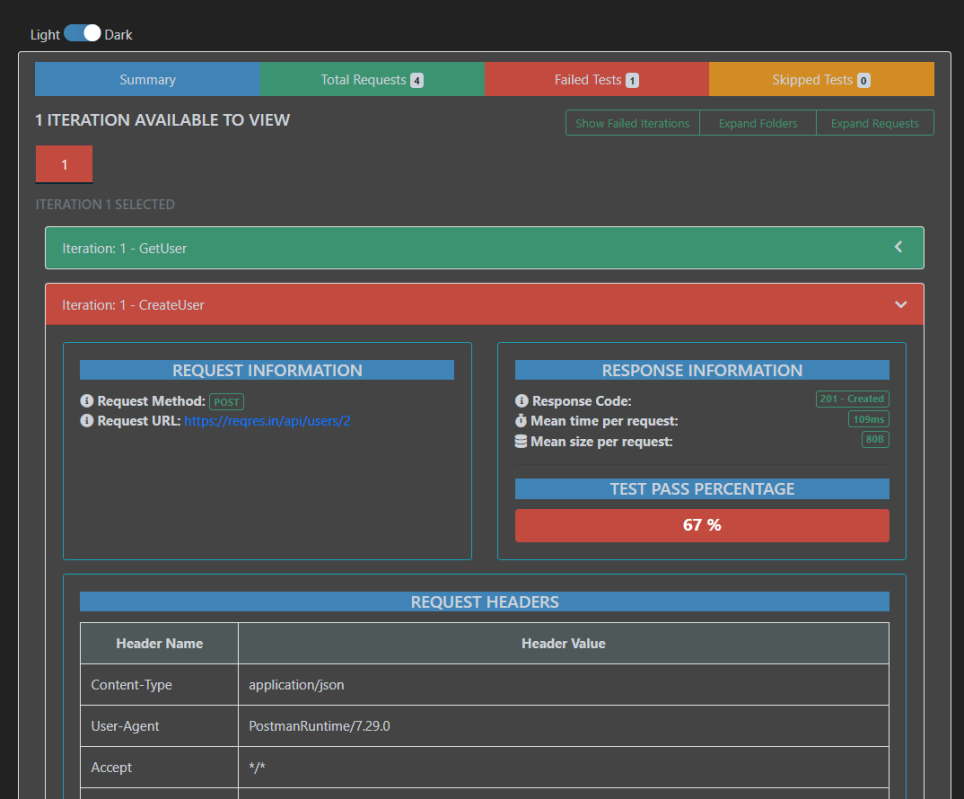 Light Dark
Summary Total Requests 4 Failed Tests 1 Skipped Tests 0
1 ITERATION AVAILABLE TO VIEW
Show Failed Iterations Expand Folders Expand Requests
1
ITERATION 1 SELECTED
Iteration: 1 - GetUser
Iteration: 1 - CreateUser
REQUEST INFORMATION
Request Method: POST
Request URL: https://reqres.in/api/users/2
RESPONSE INFORMATION
Response Code: 201 - Created
Mean time per request: 109ms
Mean size per request: 80B
TEST PASS PERCENTAGE
67 %
REQUEST HEADERS
Header Name Header Value
Content-Type application/json
User-Agent PostmanRuntime/7.29.0
Accept */*